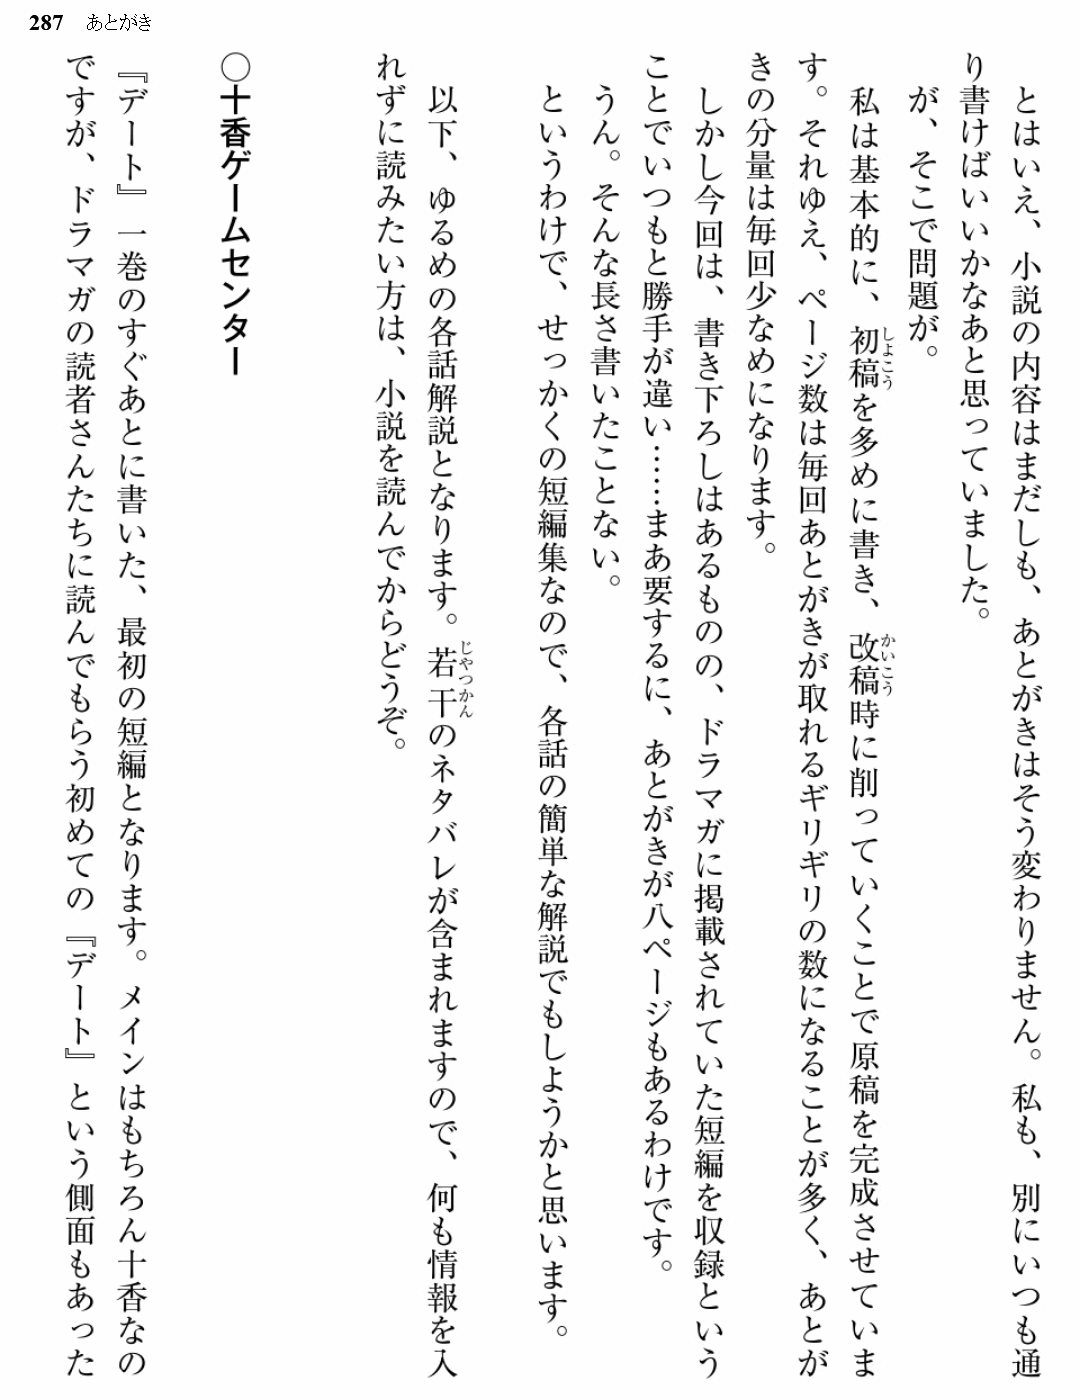 287 あとがき
とはいえ、小説の内容はまだしも、あとがきはそう変わりません。私も、別にいつも通
り書けばいいかなあと思っていました。
が、そこで問題が。
私は基本的に、初稿を多めに書き、改稿時に削っていくことで原稿を完成させていま
しよこう
かいこう
す。それゆえ、ページ数は毎回あとがきが取れるギリギリの数になることが多く、あとが
きの分量は毎回少なめになります。
しかし今回は、書き下ろしはあるものの、ドラマガに掲載されていた短編を収録という
ことでいつもと勝手が違い……まあ要するに、あとがきが八ページもあるわけです。
うん。そんな長さ書いたことない。
というわけで、せっかくの短編集なので、各話の簡単な解説でもしようかと思います。
以下、ゆるめの各話解説となります。若干のネタバレが含まれますので、何も情報を入
じやつかん
れずに読みたい方は、小説を読んでからどうぞ。
○十香ゲームセンター
『デート』一巻のすぐあとに書いた、最初の短編となります。メインはもちろん十香なの
ですが、ドラマガの読者さんたちに読んでもらう初めての『デート』という側面もあった